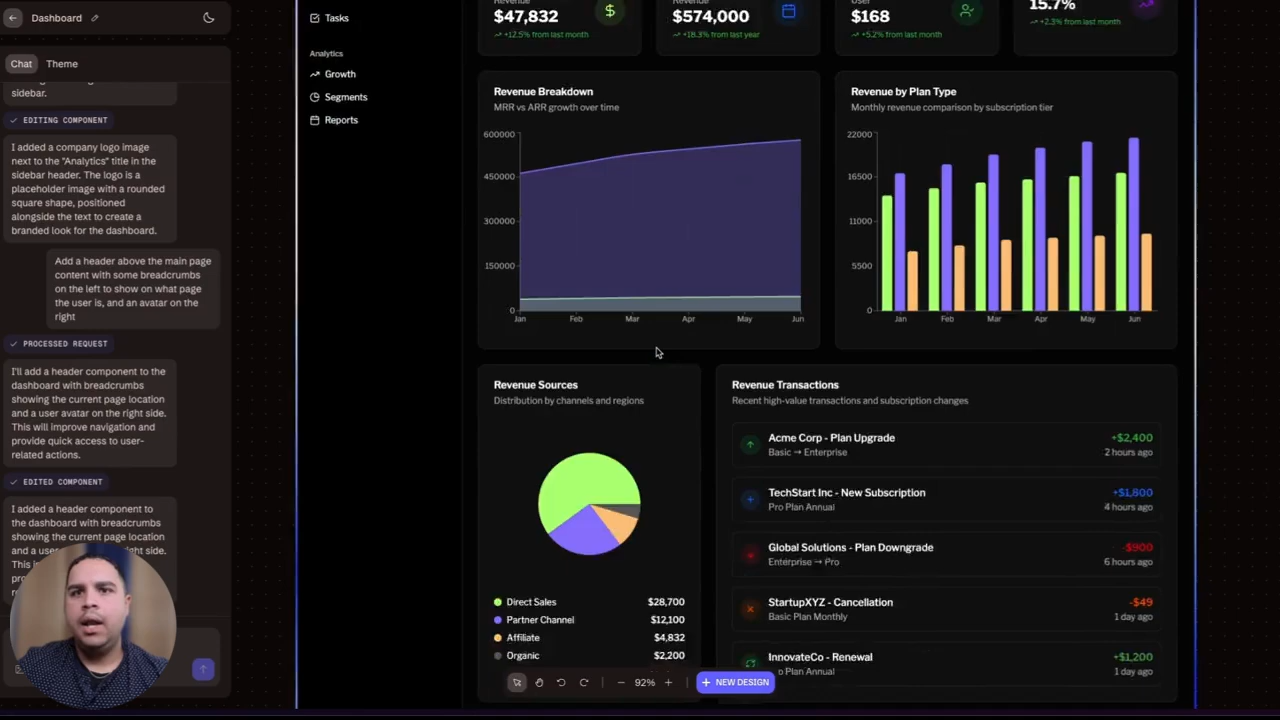 Dashboard
Chat
Theme
sidebar.
EDITING COMPONENT
I added a company logo image
next to the "Analytics" title in the
sidebar header. The logo is a
placeholder image with a rounded
square shape, positioned
alongside the text to create a
branded look for the dashboard.
Add a header above the main page
content with some breadcrumbs
on the left to show on what page
the user is, and an avatar on the
right
PROCESSED REQUEST
I'll add a header component to the
dashboard with breadcrumbs
showing the current page location
and a user avatar on the right side.
This will improve navigation and
provide quick access to user-
related actions.
EDITED COMPONENT
I added a header component to
the dashboard with breadcrumbs
showing the current page location
Tasks
Analytics
Growth
Segments
Reports
Revenue
$47,832
+12.5% from last month
Revenue
$574,000
+18.3% from last year
User
$168
+5.2% from last month
15.7%
+2.3% from last month
Revenue Breakdown
MRR vs ARR growth over time
600000
450000
300000
150000
0
Jan Feb Mar Apr May Jun
Revenue by Plan Type
Monthly revenue comparison by subscription tier
22000
16500
11000
5500
0
Jan Feb Mar Apr May Jun
Revenue Sources
Distribution by channels and regions
Direct Sales $28,700
Partner Channel $12,100
Affiliate $4,832
Organic $2,200
Revenue Transactions
Recent high-value transactions and subscription changes
Acme Corp - Plan Upgrade +$2,400
Basic → Enterprise 2 hours ago
TechStart Inc - New Subscription +$1,800
Pro Plan Annual 4 hours ago
Global Solutions - Plan Downgrade -$900
Enterprise → Pro 6 hours ago
StartupXYZ - Cancellation -$49
Basic Plan Monthly 1 day ago
InnovateCo - Renewal +$1,200
Plan Annual 1 day ago
92%
NEW DESIGN